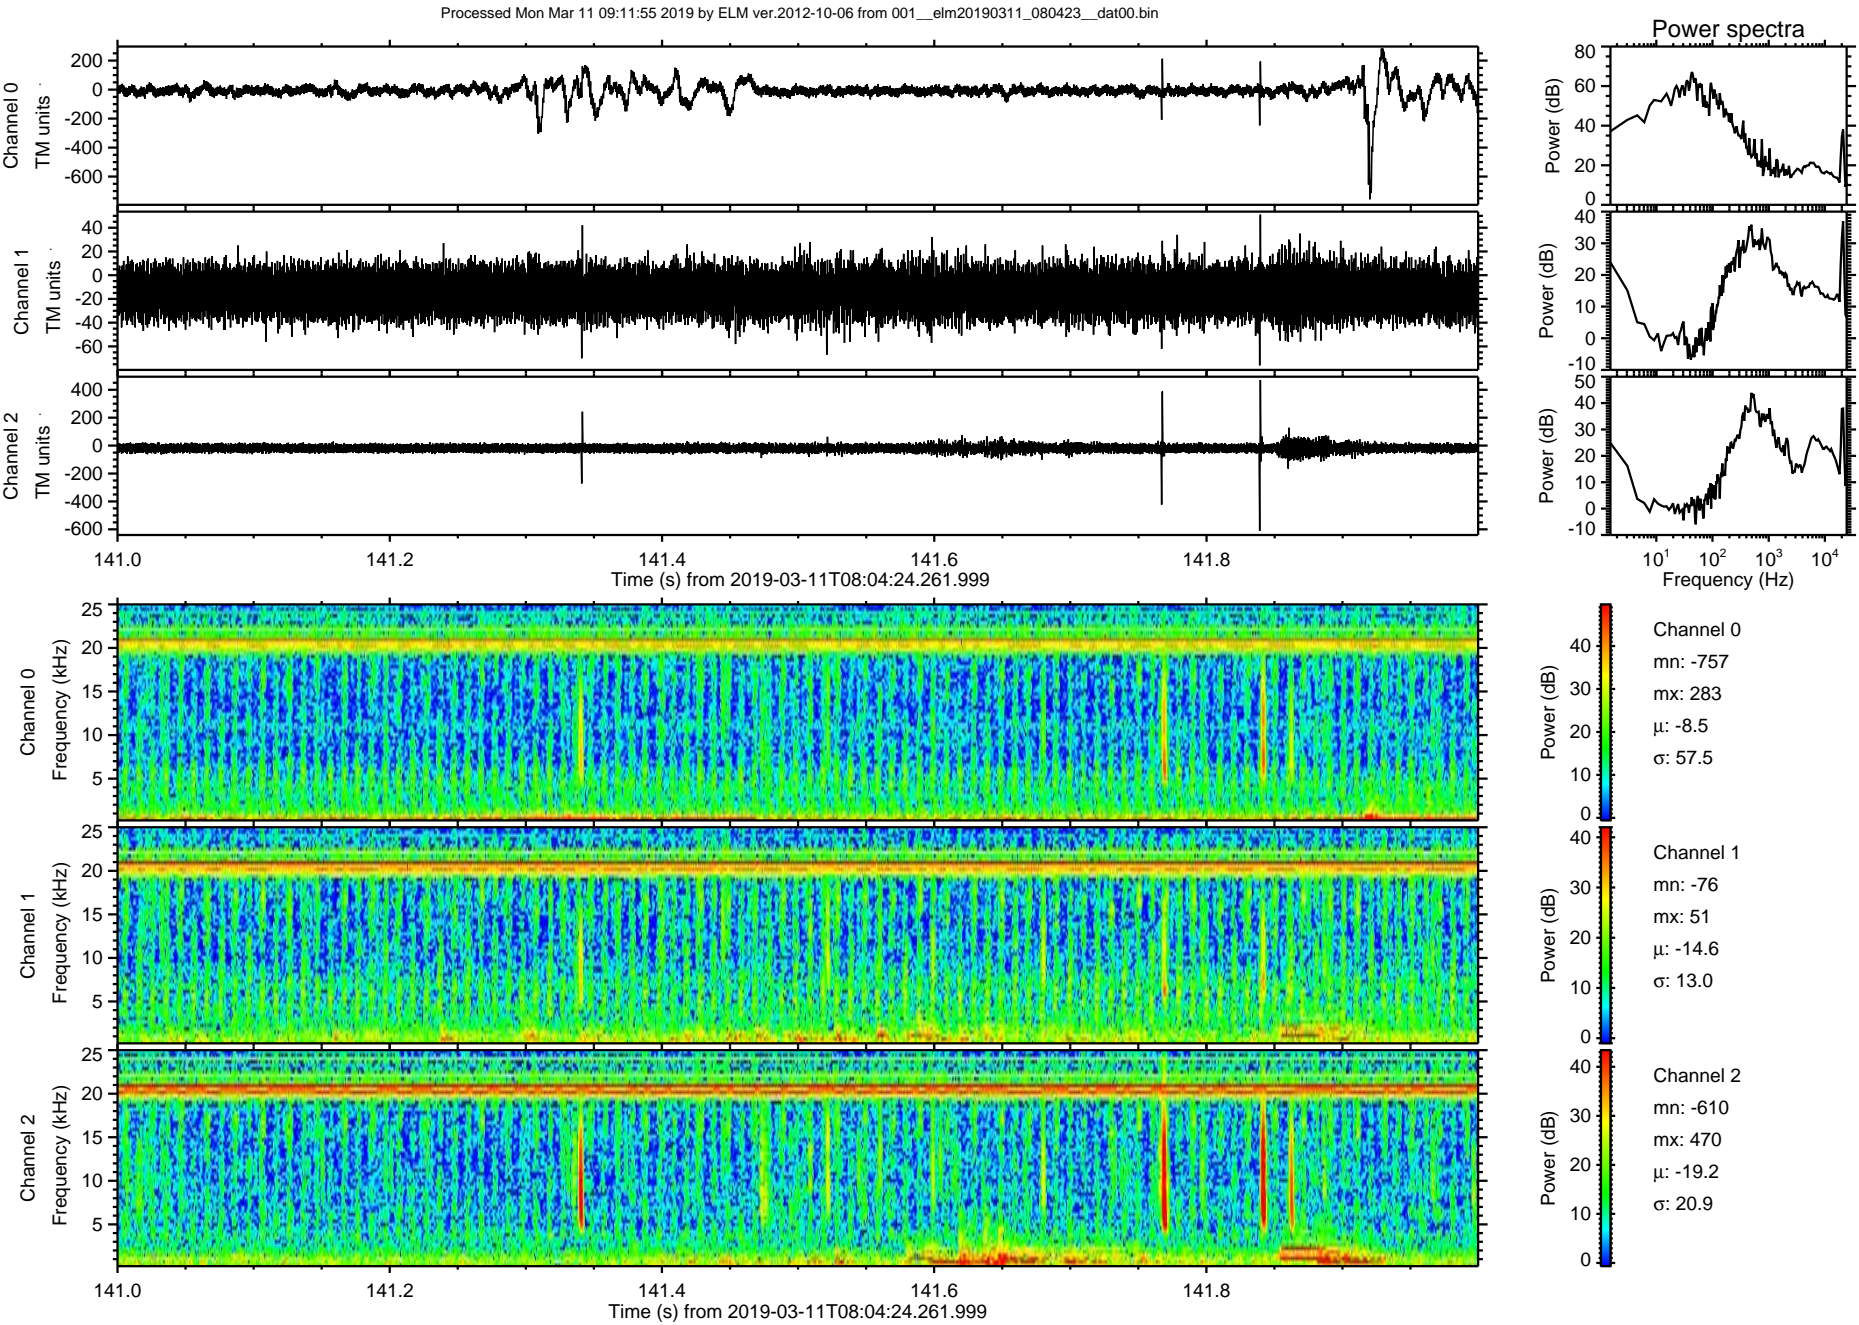 Processed Mon Mar 11 09:11:55 2019 by ELM ver.2012-10-06 from 001__elm20190311_080423__dat00.bin
Power spectra
Channel 0
TM units
200
0
-200
-400
-600
Power (dB)
80
60
40
20
0
Channel 1
TM units
40
20
0
-20
-40
-60
Power (dB)
40
30
20
10
0
-10
Channel 2
TM units
400
200
0
-200
-400
-600
Power (dB)
50
40
30
20
10
0
-10
141.0 141.2 141.4 141.6 141.8
Time (s) from 2019-03-11T08:04:24.261.999
10¹ 10² 10³ 10⁴
Frequency (Hz)
Channel 0
Frequency (kHz)
25
20
15
10
5
Power (dB)
40
30
20
10
0
Channel 0
mn: -757
mx: 283
μ: -8.5
σ: 57.5
Channel 1
Frequency (kHz)
25
20
15
10
5
Power (dB)
40
30
20
10
0
Channel 1
mn: -76
mx: 51
μ: -14.6
σ: 13.0
Channel 2
Frequency (kHz)
25
20
15
10
5
Power (dB)
40
30
20
10
0
Channel 2
mn: -610
mx: 470
μ: -19.2
σ: 20.9
141.0 141.2 141.4 141.6 141.8
Time (s) from 2019-03-11T08:04:24.261.999